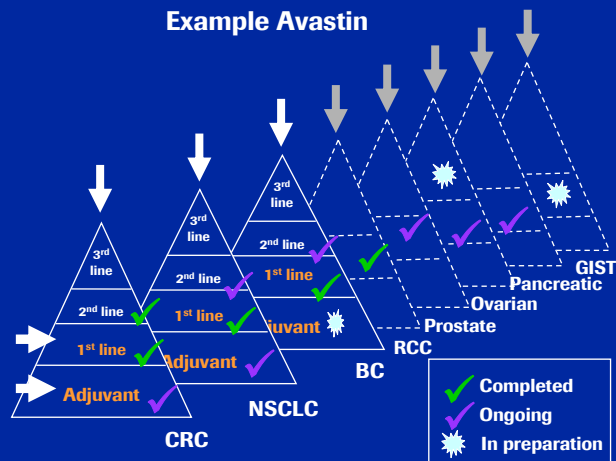 Example Avastin
3rd
line
2nd line
1st line
Adjuvant
CRC
3rd
line
2nd line
1st line
Adjuvant
NSCLC
3rd
line
2nd line
1st line
juvant
BC
RCC
Prostate
Ovarian
Pancreatic
GIST
Completed
Ongoing
In preparation